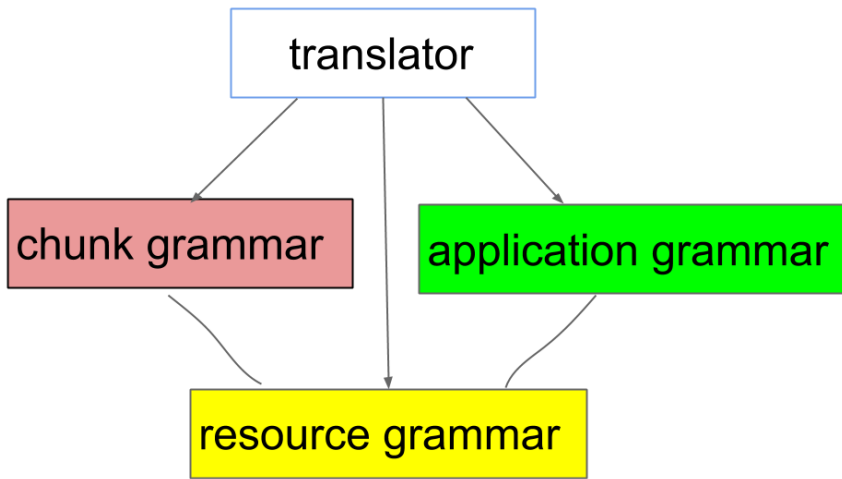 translator
chunk grammar
application grammar
resource grammar